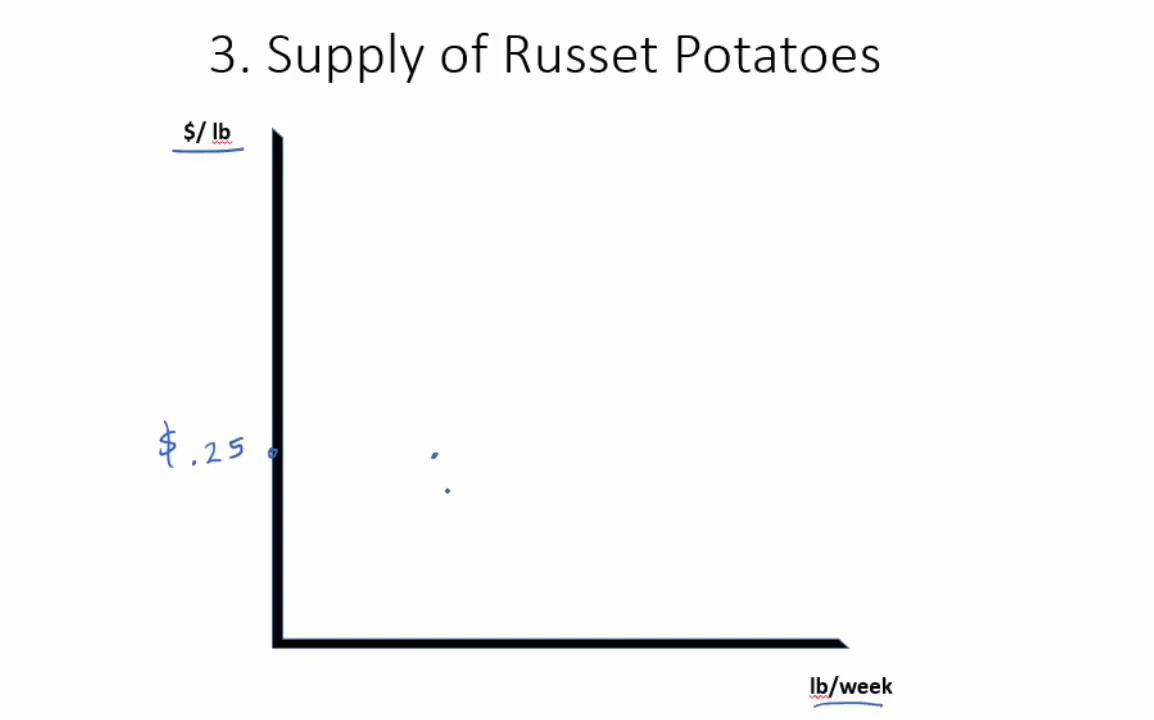 3. Supply of Russet Potatoes
$/ lb
$.25
lb/week